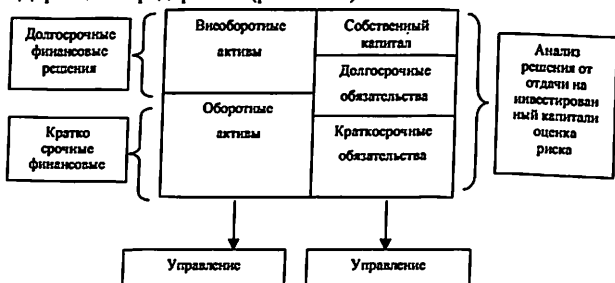 Долгосрочные
финансовые
решения
Внеоборотные
активы
Собственный
капитал
Долгосрочные
обязательства
Анализ
решения от
отдачи на
инвестирован
ный капитали
оценка
риска
Кратко
срочные
финансовые
Оборотные
активы
Краткосрочные
обязательства
Управление
Управление